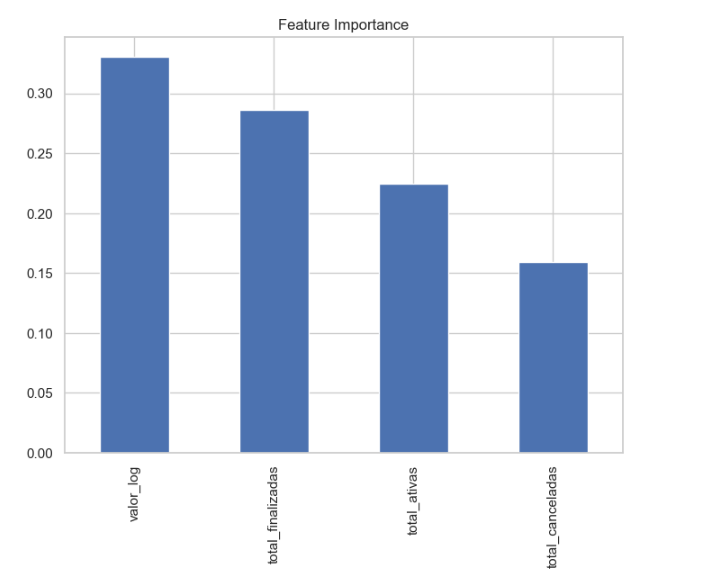 Feature Importance
0.30
0.25
0.20
0.15
0.10
0.05
0.00
valor_log
total_finalizadas
total_ativas
total_canceladas